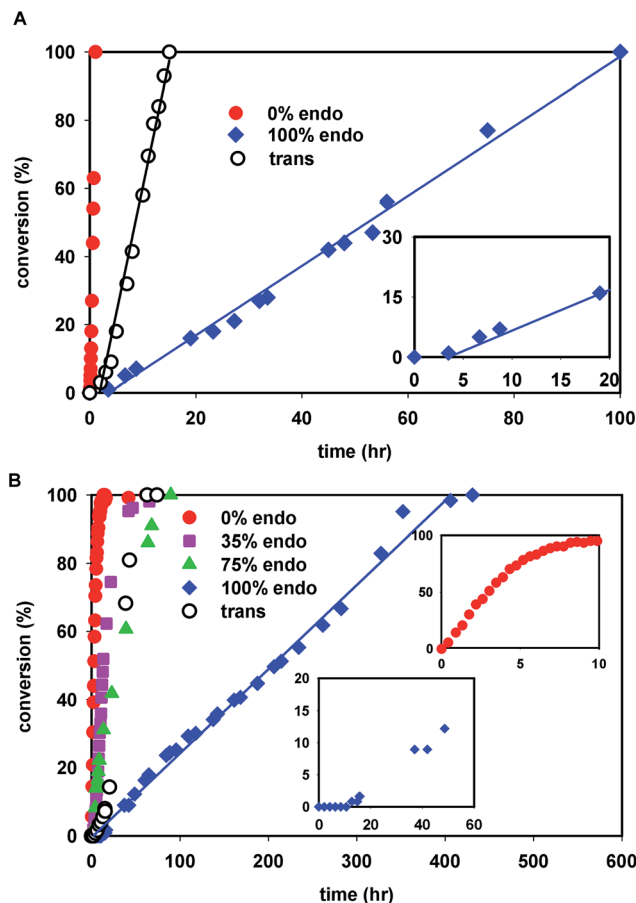 A
100
80
60
40
20
0
conversion (%)
0% endo
100% endo
trans
30
15
0
0 5 10 15 20
0 20 40 60 80 100
time (hr)
B
100
80
60
40
20
0
conversion (%)
0% endo
35% endo
75% endo
100% endo
trans
100
50
0
0 5 10
20
15
10
5
0
0 20 40 60
0 100 200 300 400 500 600
time (hr)